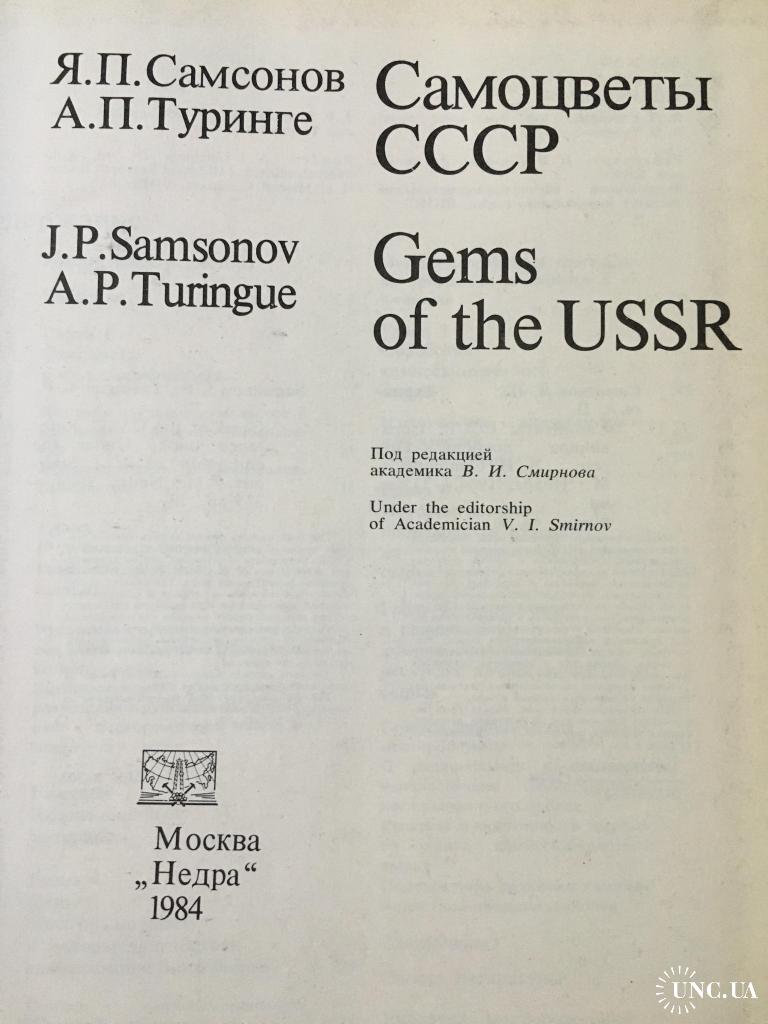 Я.П.Самсонов
А.П.Туринге
Самоцветы
СССР
J.P.Samsonov
A.P.Turingue
Gems
of the USSR
Под редакцией
академика В. И. Смирнова
Under the editorship
of Academician V. I. Smirnov
Москва
„Недра“
1984
UNC.UA